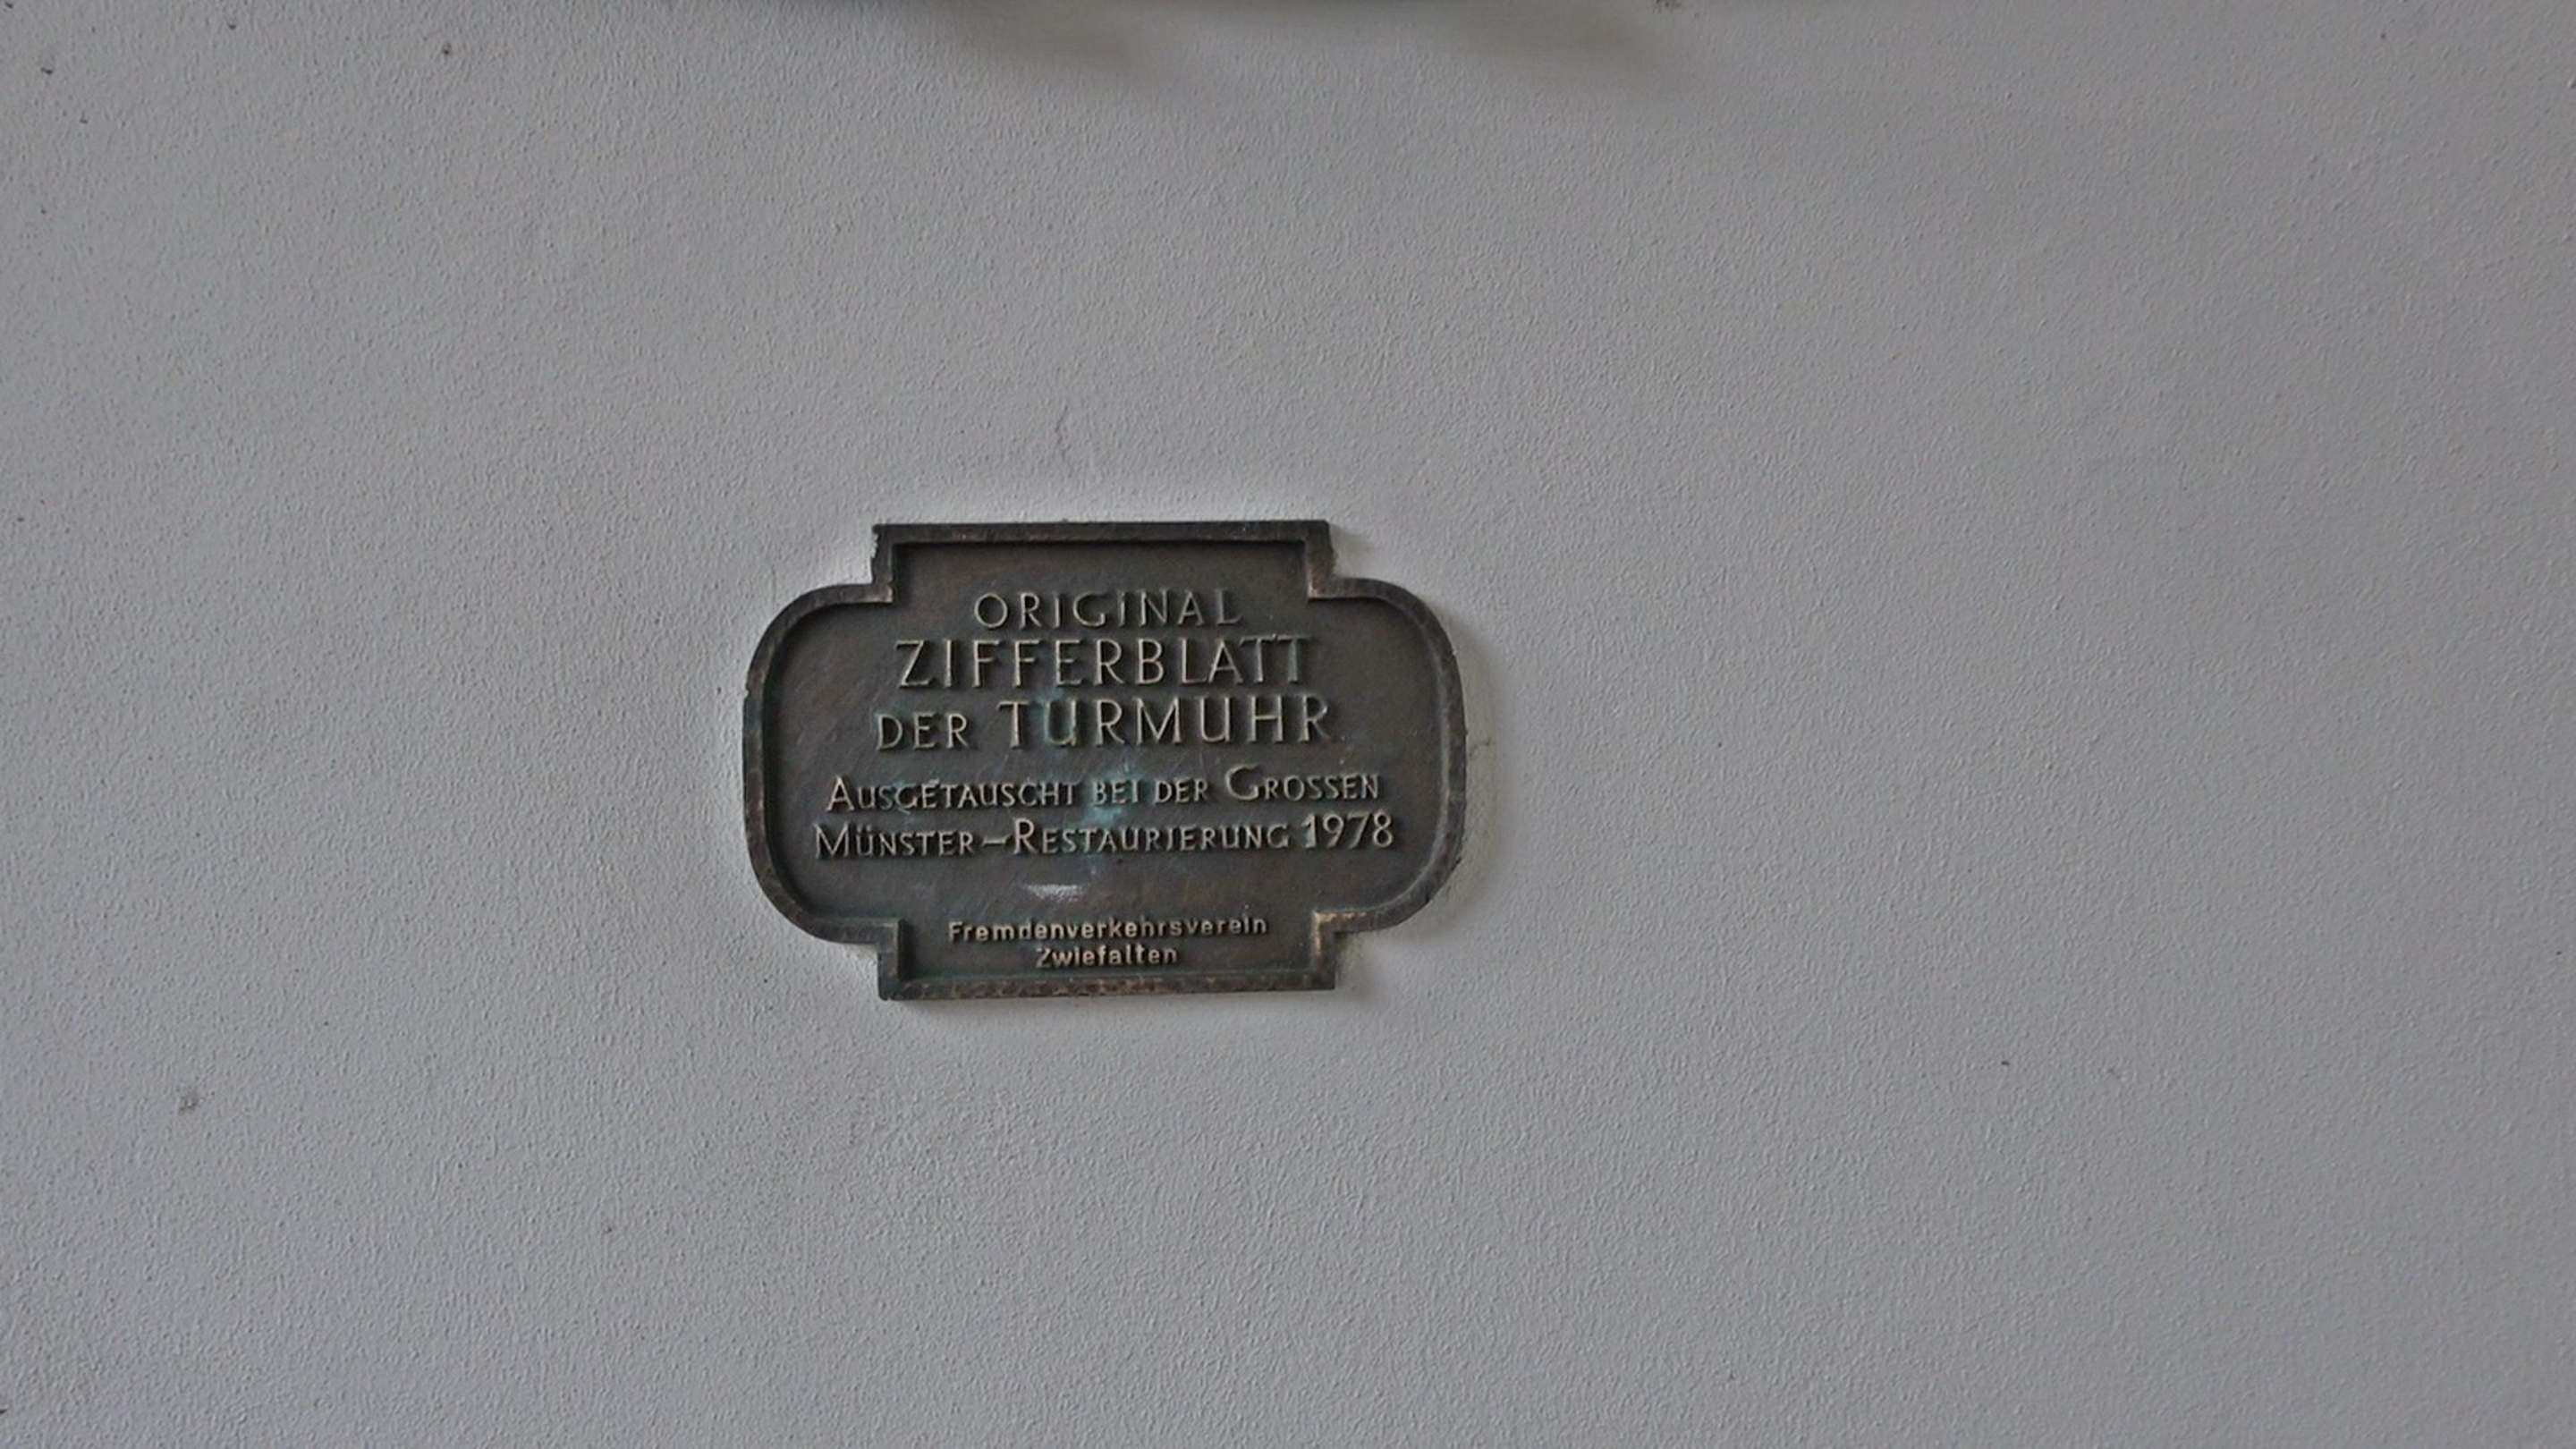 ORIGINAL
ZIFFERBLATT
DER TURMUHR
AUSGETAUSCHT BEI DER GROSSEN
MÜNSTER-RESTAURIERUNG 1978
Fremdenverkehrsverein
Zwiefalten